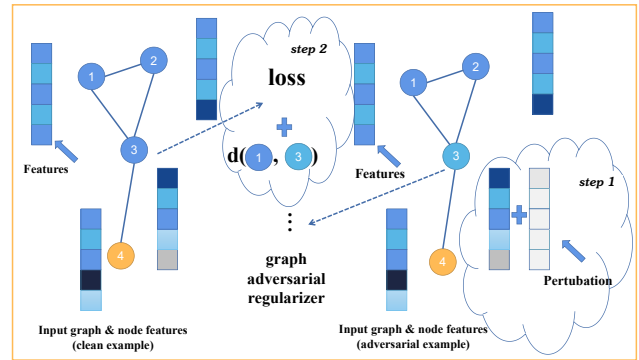 step 2
loss
+
d(1, 3)
⋮
graph
adversarial
regularizer
1
2
3
4
Features
Input graph & node features
(clean example)
1
2
3
4
Features
step 1
+
Pertubation
Input graph & node features
(adversarial example)